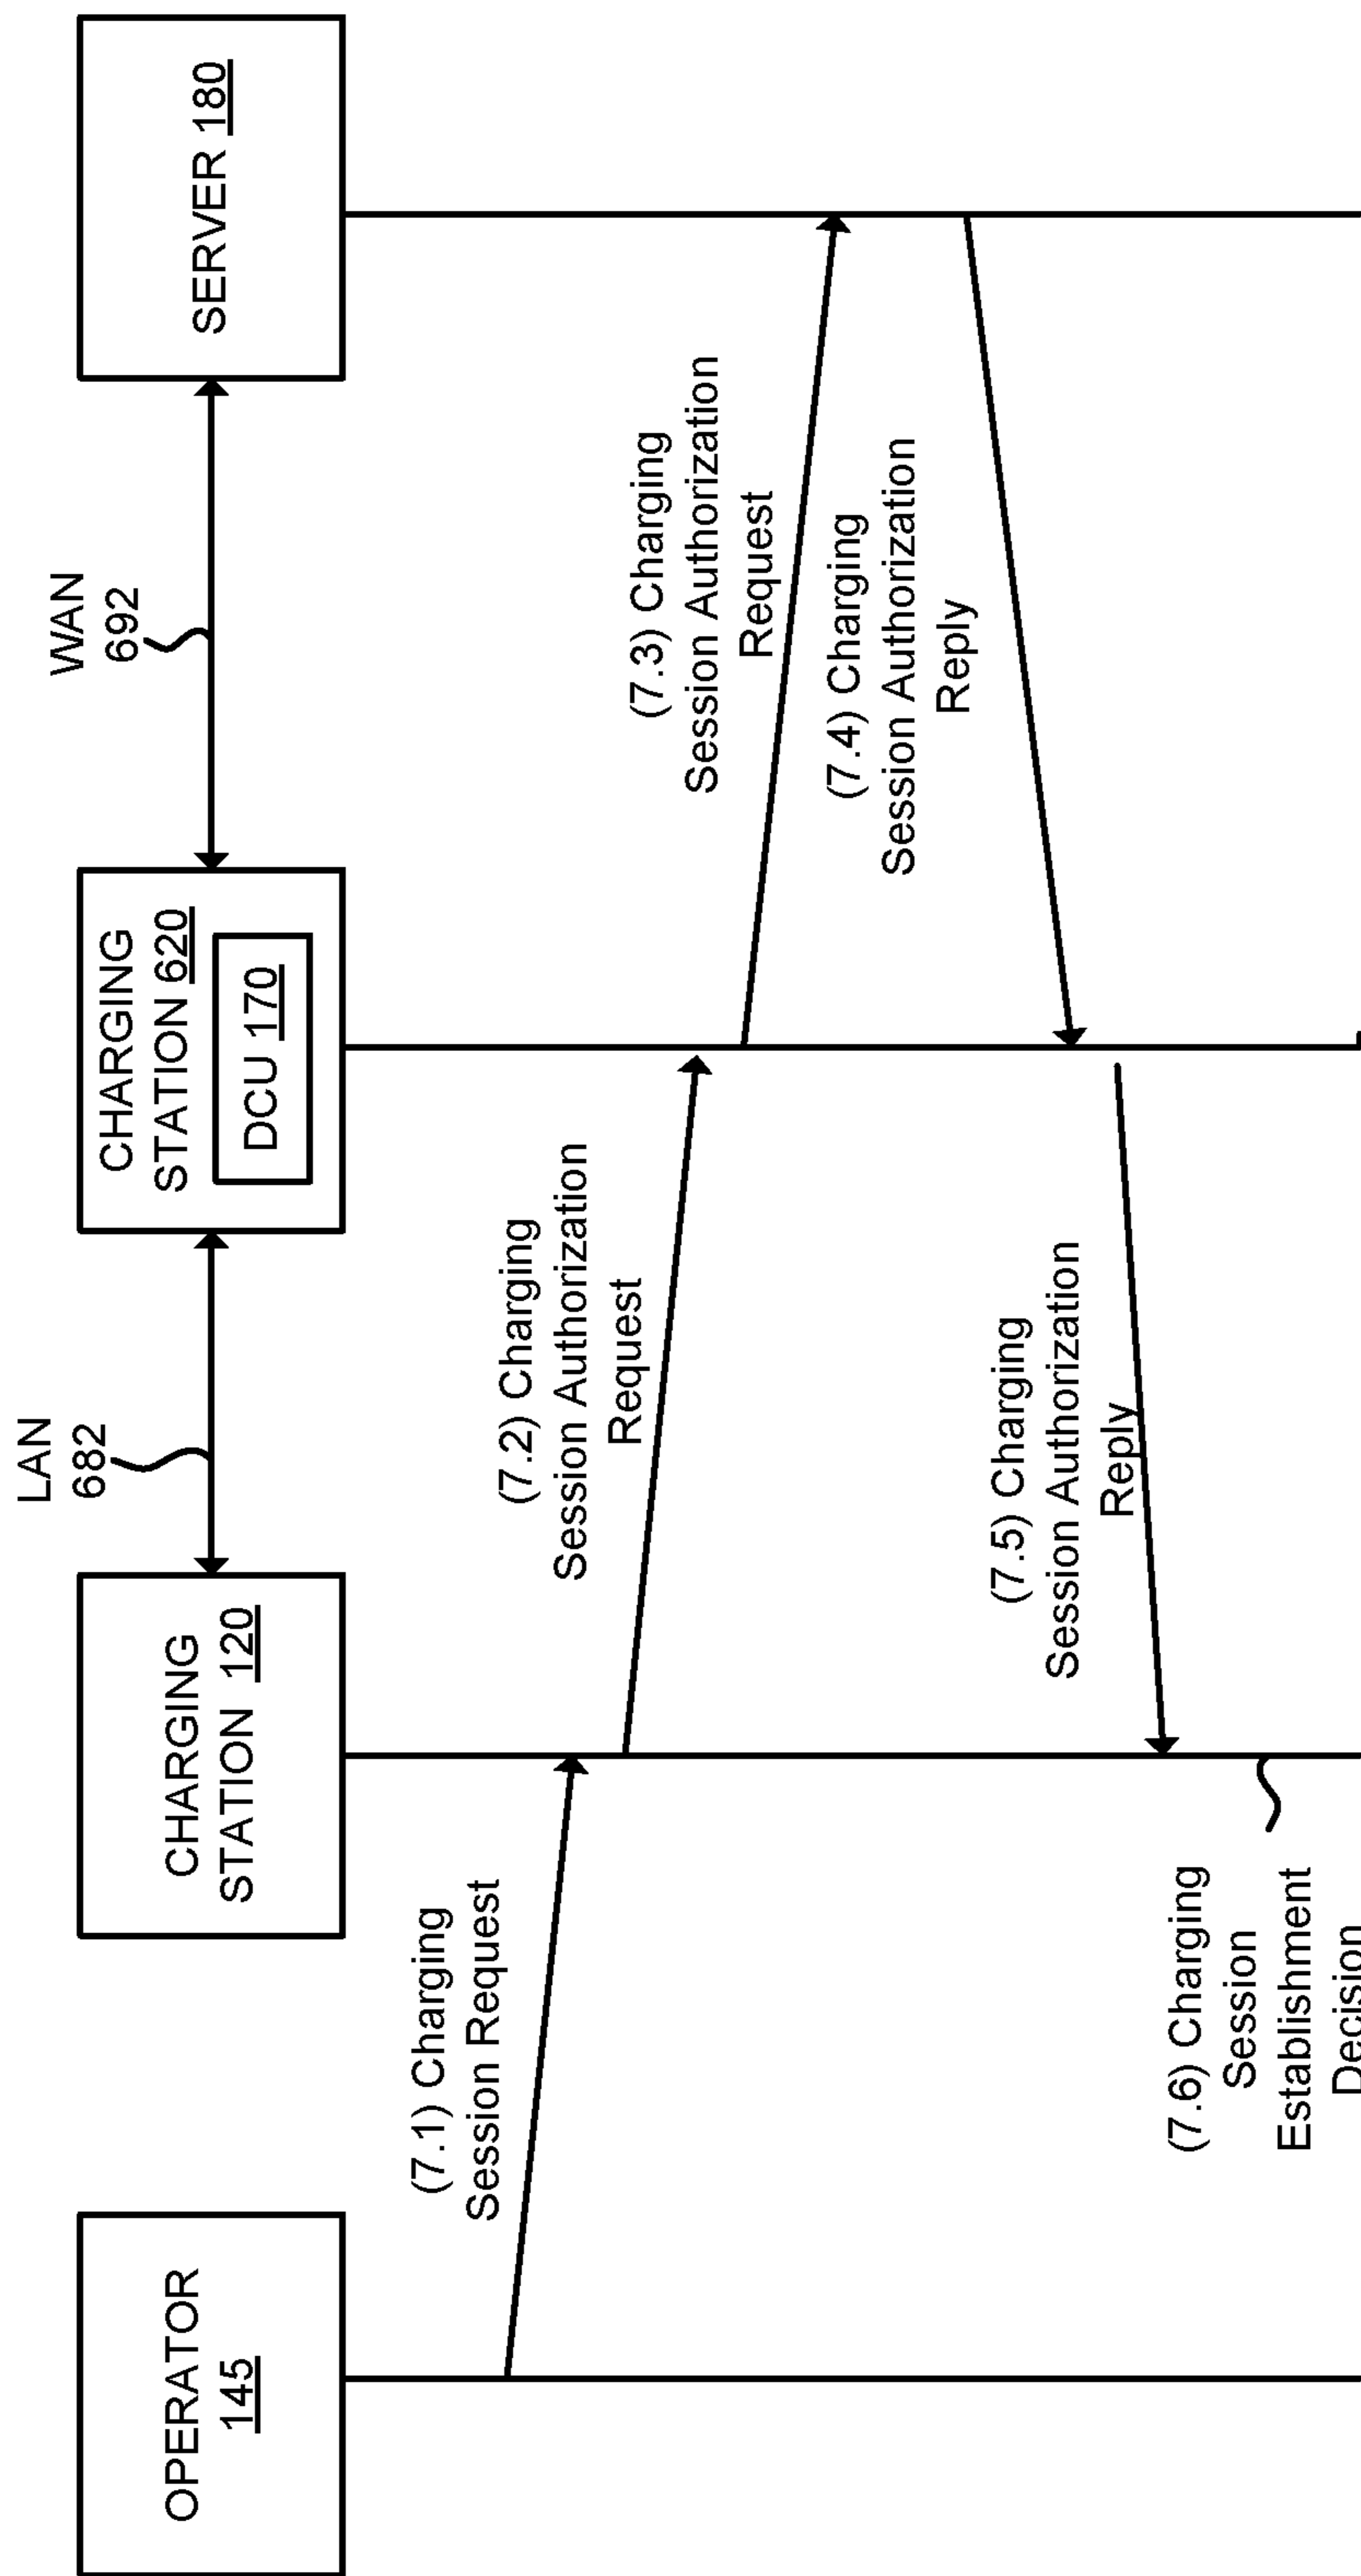 OPERATOR
145
CHARGING
STATION 120
LAN
682
CHARGING
STATION 620
DCU 170
WAN
692
SERVER 180
(7.1) Charging
Session Request
(7.2) Charging
Session Authorization
Request
(7.3) Charging
Session Authorization
Request
(7.4) Charging
Session Authorization
Reply
(7.5) Charging
Session Authorization
Reply
(7.6) Charging
Session
Establishment
Decision